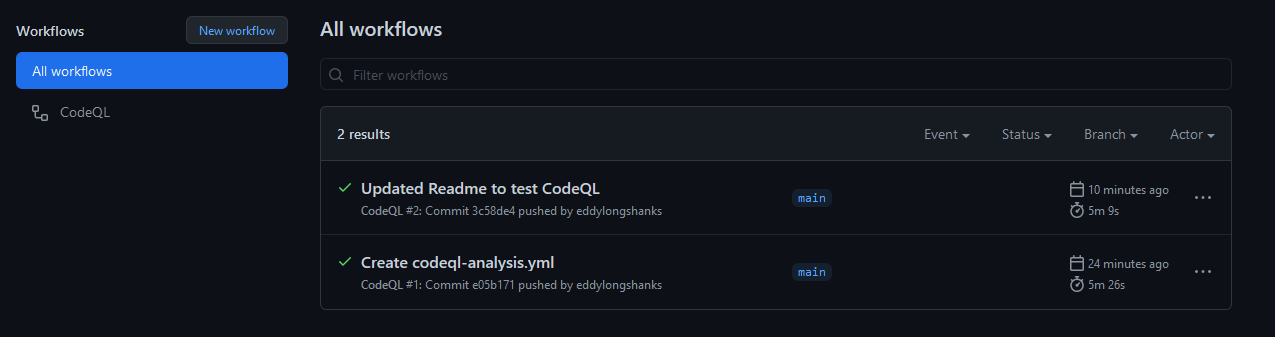 Workflows
New workflow
All workflows
CodeQL
All workflows
Filter workflows
2 results
Event
Status
Branch
Actor
Updated Readme to test CodeQL
main
10 minutes ago
CodeQL #2: Commit 3c58de4 pushed by eddylongshanks
5m 9s
Create codeql-analysis.yml
main
24 minutes ago
CodeQL #1: Commit e05b171 pushed by eddylongshanks
5m 26s